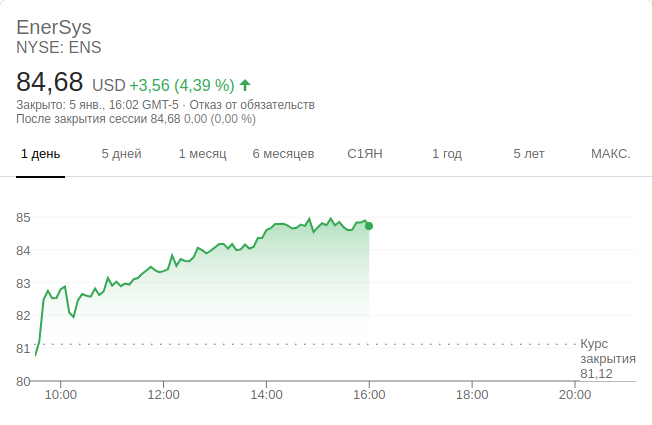 EnerSys
NYSE: ENS
84,68 USD +3,56 (4,39 %)
Закрыто: 5 янв., 16:02 GMT-5 · Отказ от обязательств
После закрытия сессии 84,68 0,00 (0,00 %)
1 день 5 дней 1 месяц 6 месяцев С1ЯН 1 год 5 лет МАКС.
85
84
83
82
81
80
Курс
закрытия
81,12
10:00 12:00 14:00 16:00 18:00 20:00